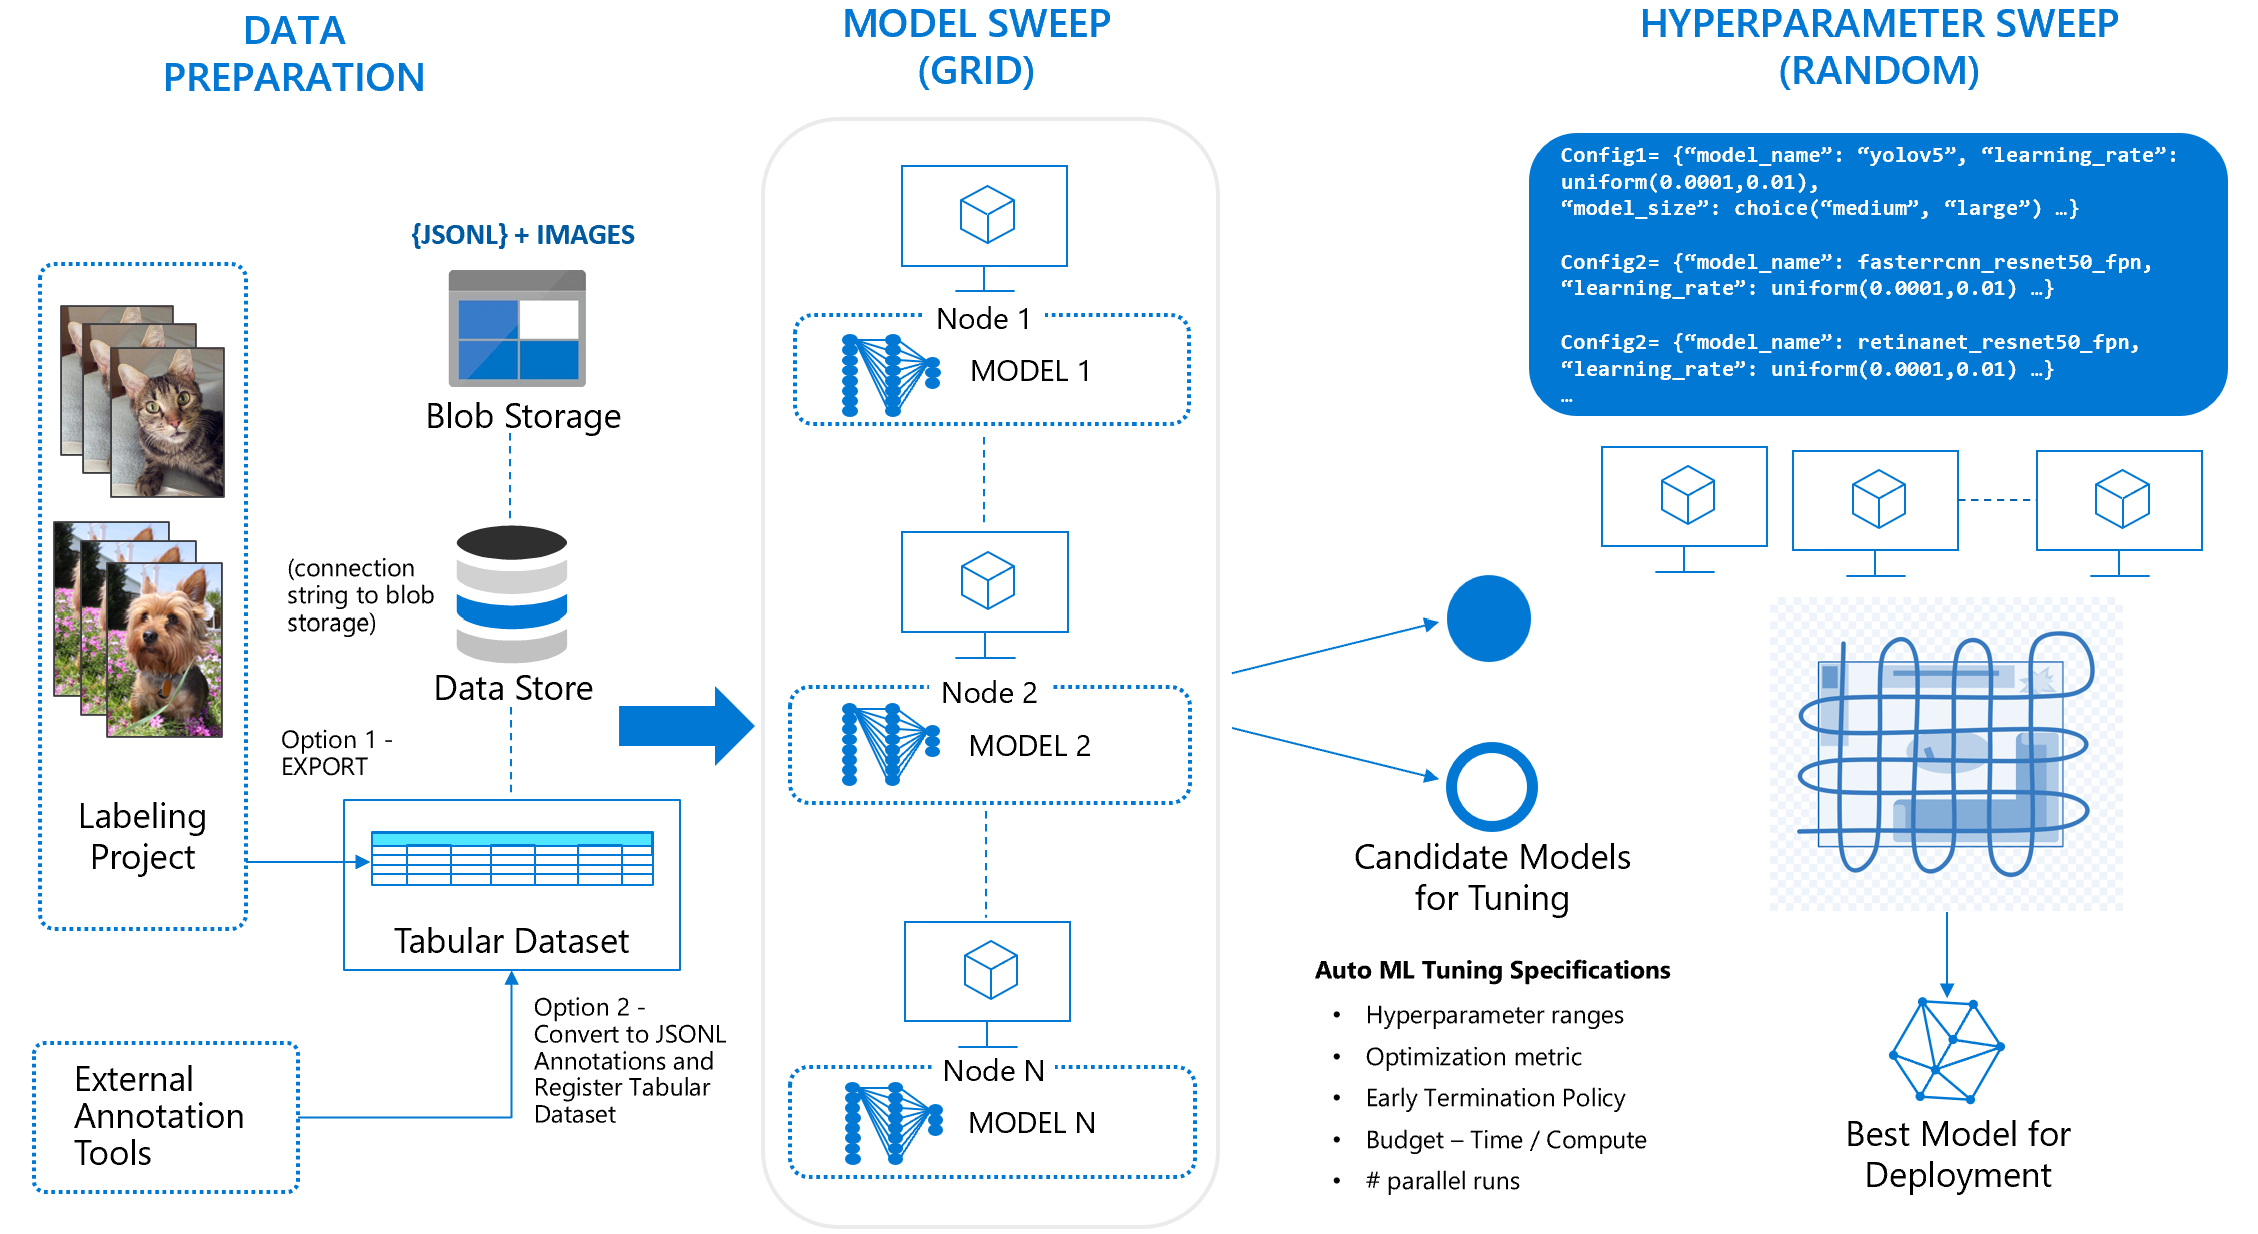 DATA
PREPARATION
{JSONL} + IMAGES
Blob Storage
(connection
string to blob
storage)
Data Store
Option 1 -
EXPORT
Labeling
Project
Tabular Dataset
Option 2 -
Convert to JSONL
Annotations and
Register Tabular
Dataset
External
Annotation
Tools
MODEL SWEEP
(GRID)
Node 1
MODEL 1
Node 2
MODEL 2
Node N
MODEL N
Candidate Models
for Tuning
Auto ML Tuning Specifications
• Hyperparameter ranges
• Optimization metric
• Early Termination Policy
• Budget – Time / Compute
• # parallel runs
HYPERPARAMETER SWEEP
(RANDOM)
Config1= {“model_name”: “yolov5”, “learning_rate”:
uniform(0.0001,0.01),
“model_size”: choice(“medium”, “large”) …}
Config2= {“model_name”: fasterrcnn_resnet50_fpn,
“learning_rate”: uniform(0.0001,0.01) …}
Config2= {“model_name”: retinanet_resnet50_fpn,
“learning_rate”: uniform(0.0001,0.01) …}
…
Best Model for
Deployment